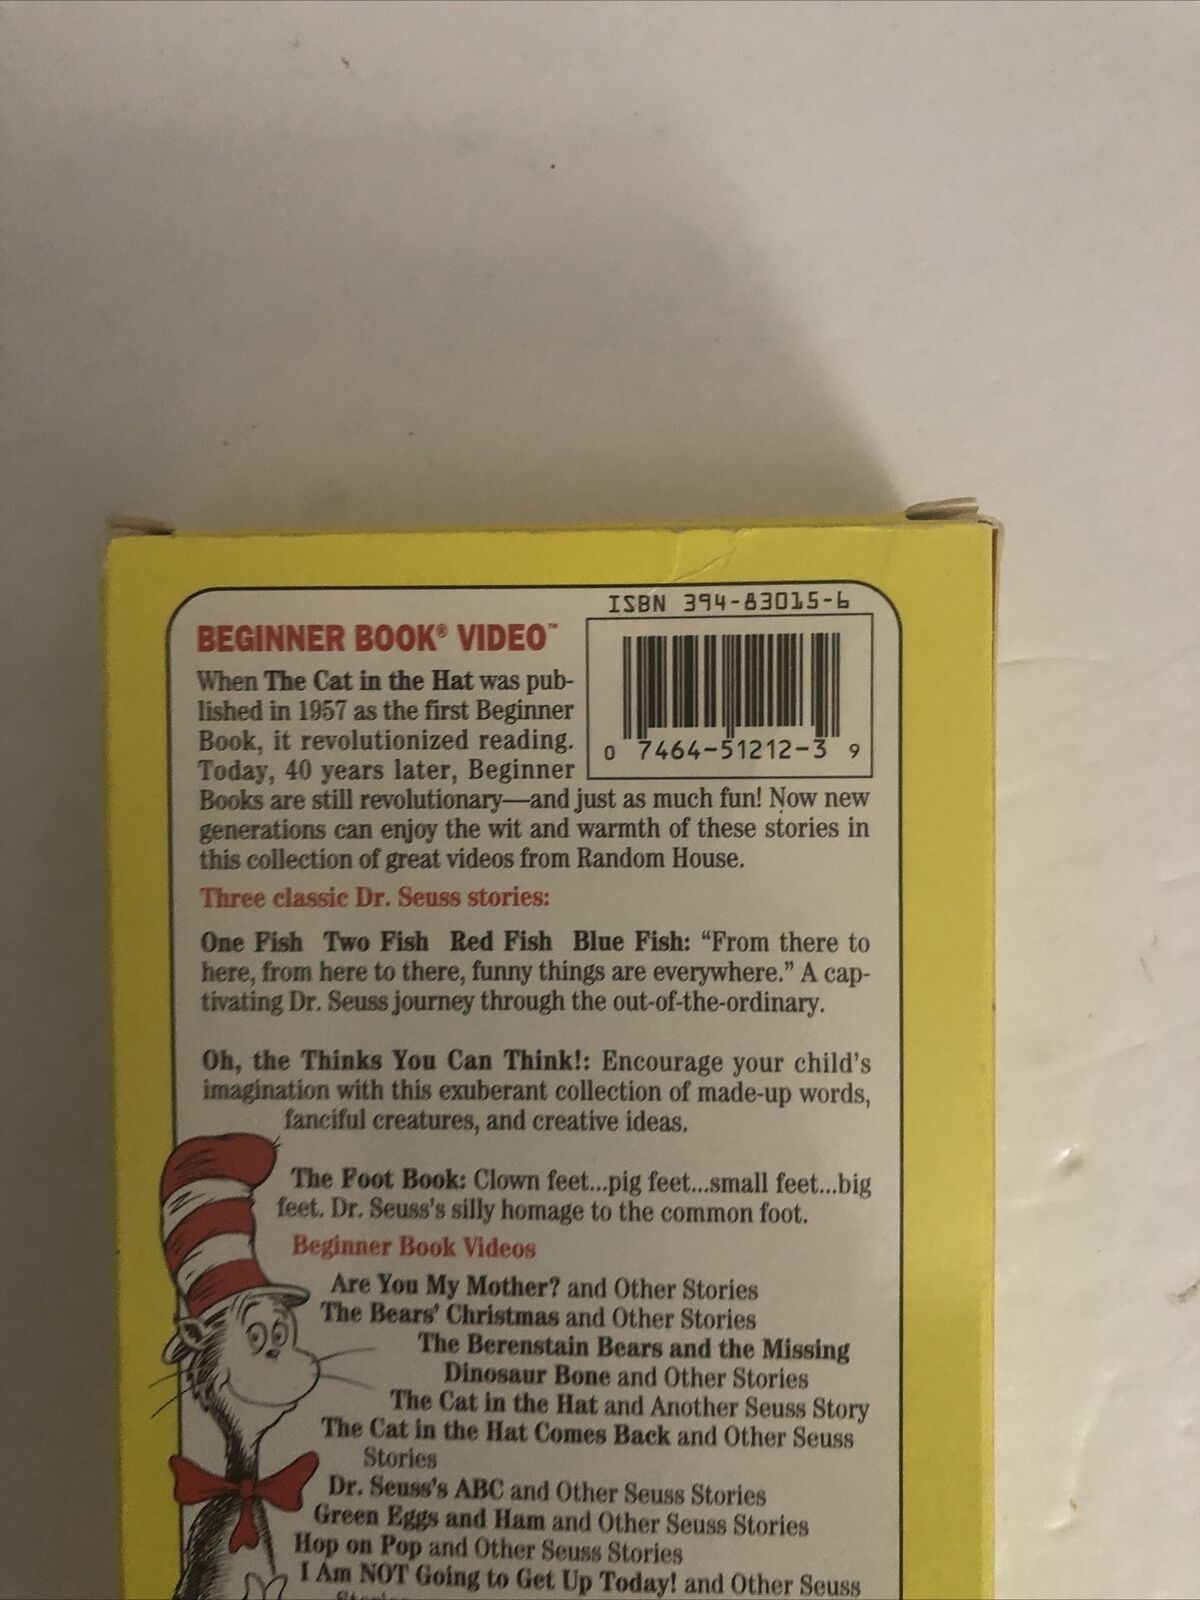 ISBN 394-83015-6
BEGINNER BOOK® VIDEO™
0 7464-51212-3 9
When The Cat in the Hat was pub-
lished in 1957 as the first Beginner
Book, it revolutionized reading.
Today, 40 years later, Beginner
Books are still revolutionary—and just as much fun! Now new
generations can enjoy the wit and warmth of these stories in
this collection of great videos from Random House.
Three classic Dr. Seuss stories:
One Fish Two Fish Red Fish Blue Fish: “From there to
here, from here to there, funny things are everywhere.” A cap-
tivating Dr. Seuss journey through the out-of-the-ordinary.
Oh, the Thinks You Can Think!: Encourage your child's
imagination with this exuberant collection of made-up words,
fanciful creatures, and creative ideas.
The Foot Book: Clown feet...pig feet...small feet...big
feet. Dr. Seuss's silly homage to the common foot.
Beginner Book Videos
Are You My Mother? and Other Stories
The Bears' Christmas and Other Stories
The Berenstain Bears and the Missing
Dinosaur Bone and Other Stories
The Cat in the Hat and Another Seuss Story
The Cat in the Hat Comes Back and Other Seuss
Stories
Dr. Seuss's ABC and Other Seuss Stories
Green Eggs and Ham and Other Seuss Stories
Hop on Pop and Other Seuss Stories
I Am NOT Going to Get Up Today! and Other Seuss
Stories